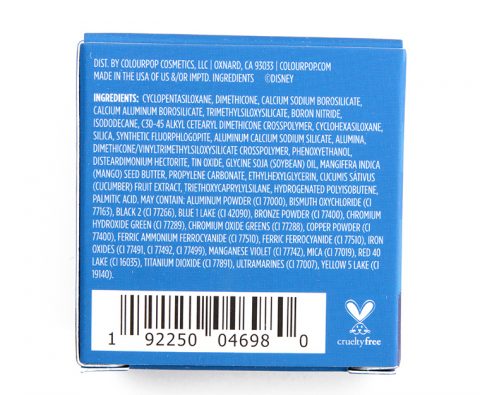 DIST. BY COLOURPOP COSMETICS, LLC | OXNARD, CA 93033 | COLOURPOP.COM
MADE IN THE USA OF US &/OR IMPTD. INGREDIENTS ©DISNEY
INGREDIENTS: CYCLOPENTASILOXANE, DIMETHICONE, CALCIUM SODIUM BOROSILICATE,
CALCIUM ALUMINUM BOROSILICATE, TRIMETHYLSILOXYSILICATE, BORON NITRIDE,
ISODODECANE, C30-45 ALKYL CETEARYL DIMETHICONE CROSSPOLYMER, CYCLOHEXASILOXANE,
SILICA, SYNTHETIC FLUORPHLOGOPITE, ALUMINUM CALCIUM SODIUM SILICATE, ALUMINA,
DIMETHICONE/VINYLTRIMETHYLSILOXYSILICATE CROSSPOLYMER, PHENOXYETHANOL,
DISTEARDIMONIUM HECTORITE, TIN OXIDE, GLYCINE SOJA (SOYBEAN) OIL, MANGIFERA INDICA
(MANGO) SEED BUTTER, PROPYLENE CARBONATE, ETHYLHEXYLGLYCERIN, CUCUMIS SATIVUS
(CUCUMBER) FRUIT EXTRACT, TRIETHOXYCAPRYLYLSILANE, HYDROGENATED POLYISOBUTENE,
PALMITIC ACID. MAY CONTAIN: ALUMINUM POWDER (CI 77000), BISMUTH OXYCHLORIDE (CI
77163), BLACK 2 (CI 77266), BLUE 1 LAKE (CI 42090), BRONZE POWDER (CI 77400), CHROMIUM
HYDROXIDE GREEN (CI 77289), CHROMIUM OXIDE GREENS (CI 77288), COPPER POWDER (CI
77400), FERRIC AMMONIUM FERROCYANIDE (CI 77510), FERRIC FERROCYANIDE (CI 77510), IRON
OXIDES (77491, CI 77492, CI 77499), MANGANESE VIOLET (CI 77742), MICA (CI 77019), RED 40
LAKE (CI 16035), TITANIUM DIOXIDE (CI 77891), ULTRAMARINES (CI 77007), YELLOW 5 LAKE (CI
19140).
1 92250 04698 0
crueltyfree